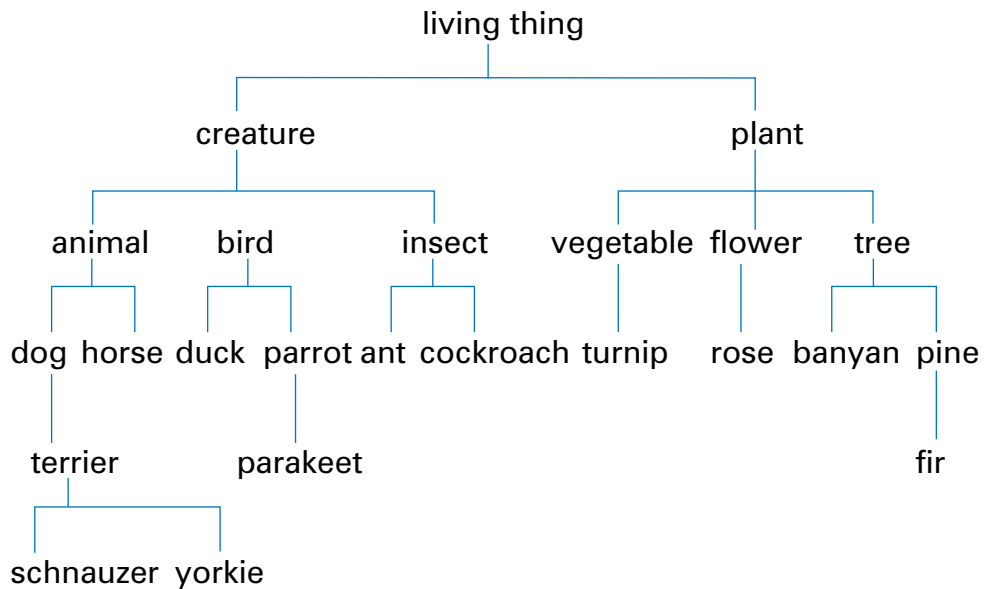 living thing
creature plant
animal bird insect vegetable flower tree
dog horse duck parrot ant cockroach turnip rose banyan pine
terrier parakeet fir
schnauzer yorkie